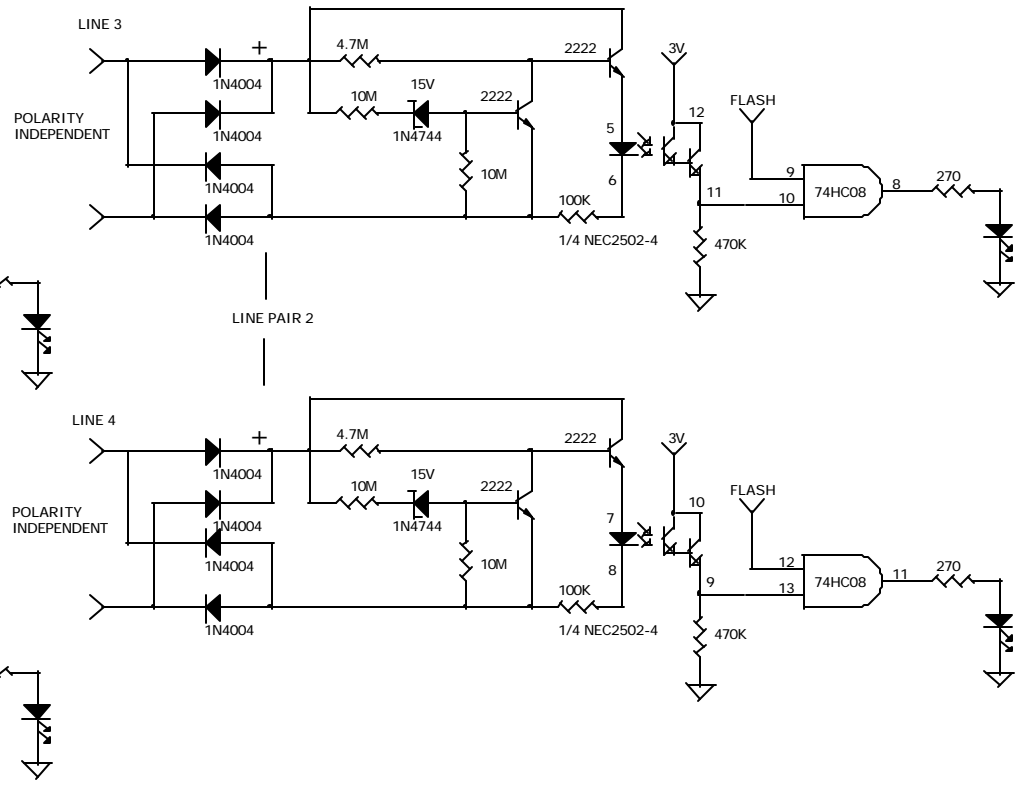 LINE 3
4.7M
2222
3V
1N4004
15V
FLASH
10M
2222
12
POLARITY
INDEPENDENT
1N4004
1N4744
5
9
74HC08
8
270
1N4004
10M
6
11
10
100K
1N4004
1/4 NEC2502-4
470K
LINE PAIR 2
LINE 4
4.7M
2222
3V
1N4004
15V
FLASH
10M
2222
10
POLARITY
INDEPENDENT
1N4004
1N4744
7
12
74HC08
11
270
1N4004
10M
8
9
13
100K
1N4004
1/4 NEC2502-4
470K